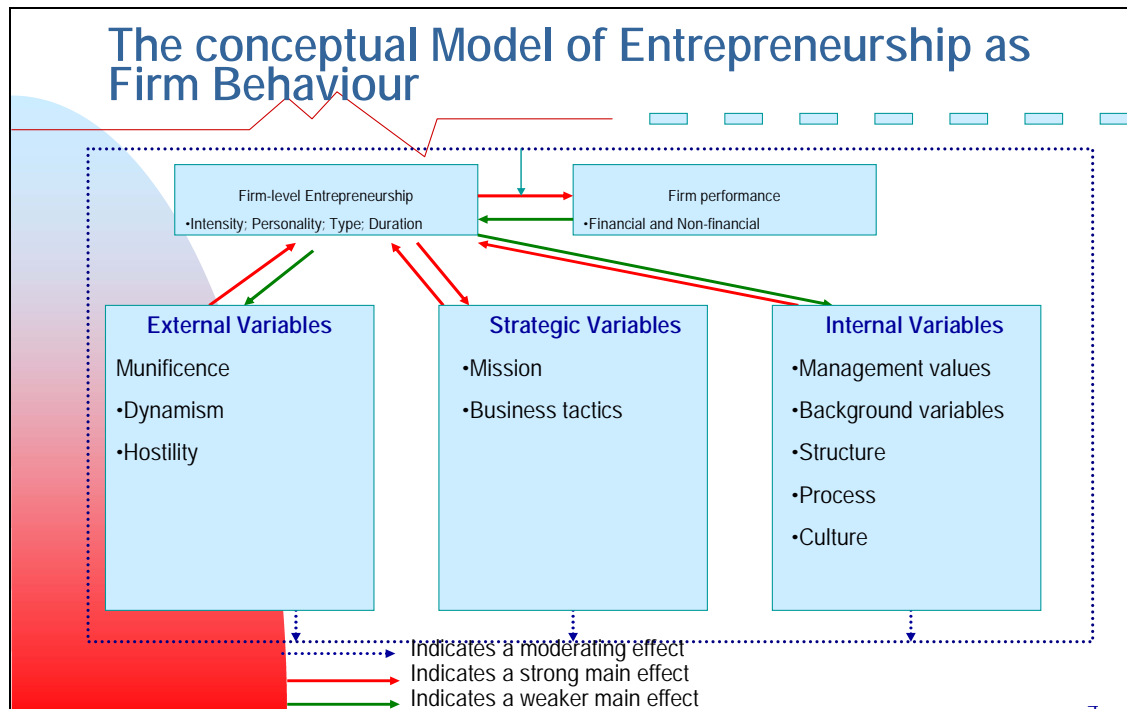 The conceptual Model of Entrepreneurship as
Firm Behaviour
Firm-level Entrepreneurship
•Intensity; Personality; Type; Duration
Firm performance
•Financial and Non-financial
External Variables
Munificence
•Dynamism
•Hostility
Strategic Variables
•Mission
•Business tactics
Internal Variables
•Management values
•Background variables
•Structure
•Process
•Culture
Indicates a moderating effect
Indicates a strong main effect
Indicates a weaker main effect